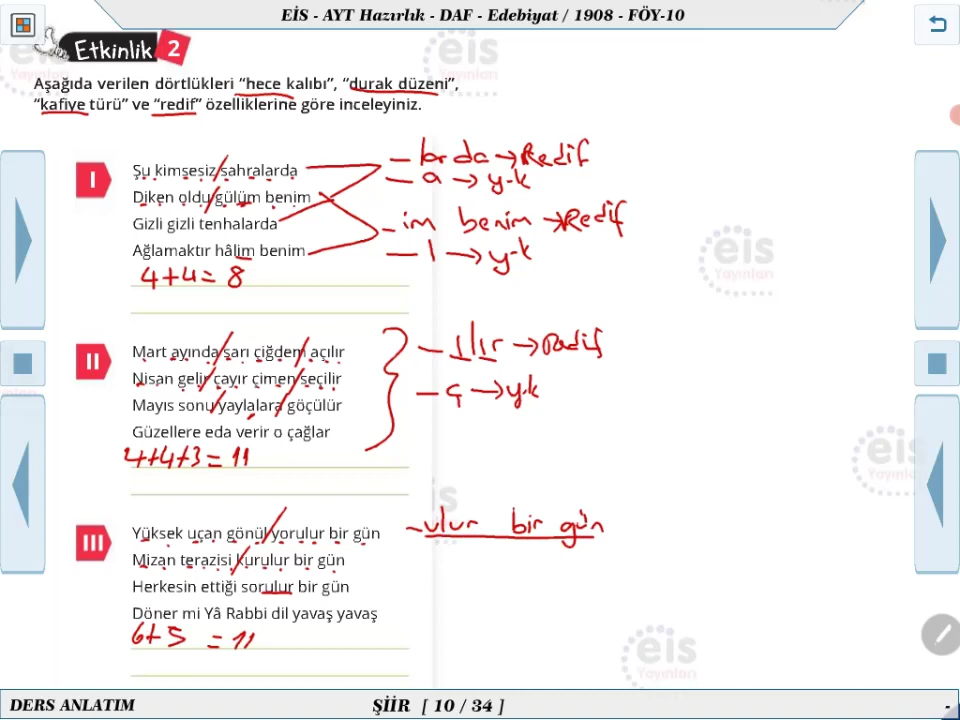 EİS - AYT Hazırlık - DAF - Edebiyat / 1908 - FÖY-10
Etkinlik 2
Aşağıda verilen dörtlükleri “hece kalıbı”, “durak düzeni”,
“kafiye türü” ve “redif” özelliklerine göre inceleyiniz.
I
Şu kimsesiz sahralarda
Diken oldu gülüm benim
Gizli gizli tenhalarda
Ağlamaktır hâlim benim
4+4=8
-larda → Redif
-a → y.k
-im benim → Redif
-l → y.k
II
Mart ayında sarı çiğdem açılır
Nisan gelir çayır çimen seçilir
Mayıs sonu yaylalara göçülür
Güzellere eda verir o çağlar
4+4+3=11
-ılır → Redif
-ç → y.k
III
Yüksek uçan gönül yorulur bir gün
Mizan terazisi kurulur bir gün
Herkesin ettiği sorulur bir gün
Döner mi Yâ Rabbi dil yavaş yavaş
6+5=11
-ulur bir gün
eis
Yayınları
DERS ANLATIM
ŞİİR [ 10 / 34 ]
-